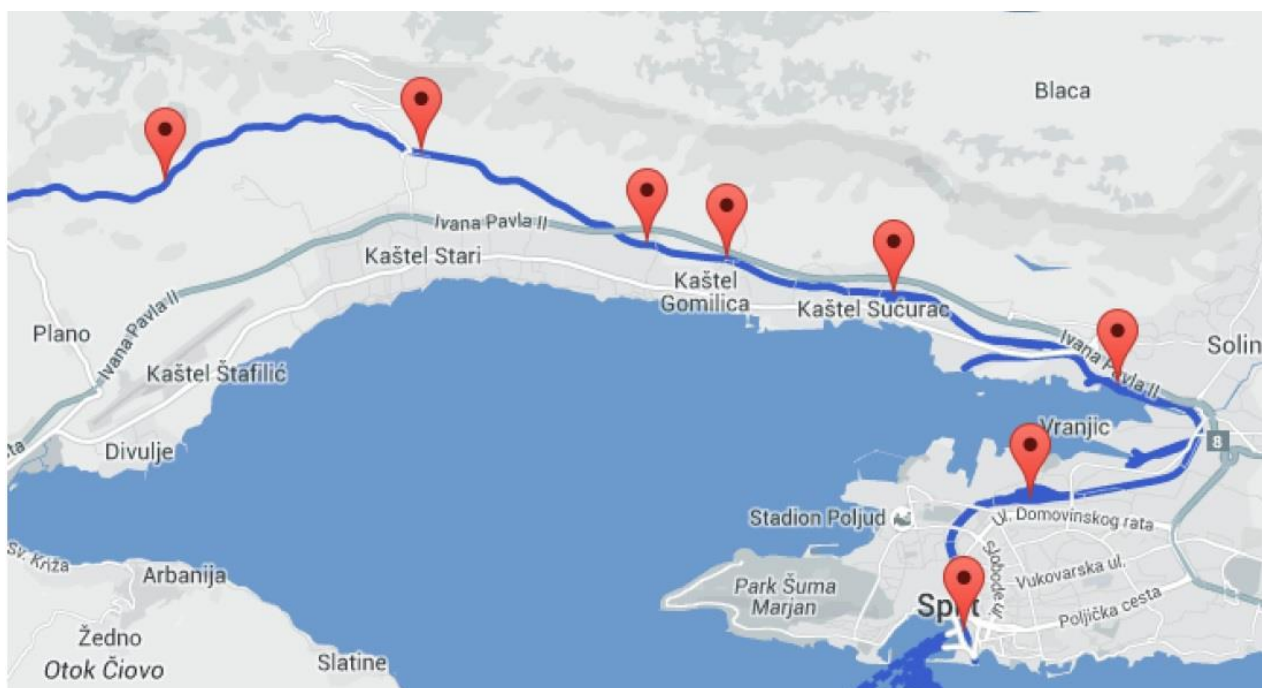 Blaca
Ivana Pavla II
Kaštel Stari
Kaštel
Gomilica
Kaštel Sućurac
Ivana Pavla II
Plano
Ivana Pavla II
Solin
Kaštel Štafilić
Vranjic
8
Divulje
Stadion Poljud
Ul. Domovinskog rata
Sv. Križa
Arbanija
Park Šuma
Marjan
Vukovarska ul.
Split
Poljička cesta
Žedno
Otok Čiovo
Slatine